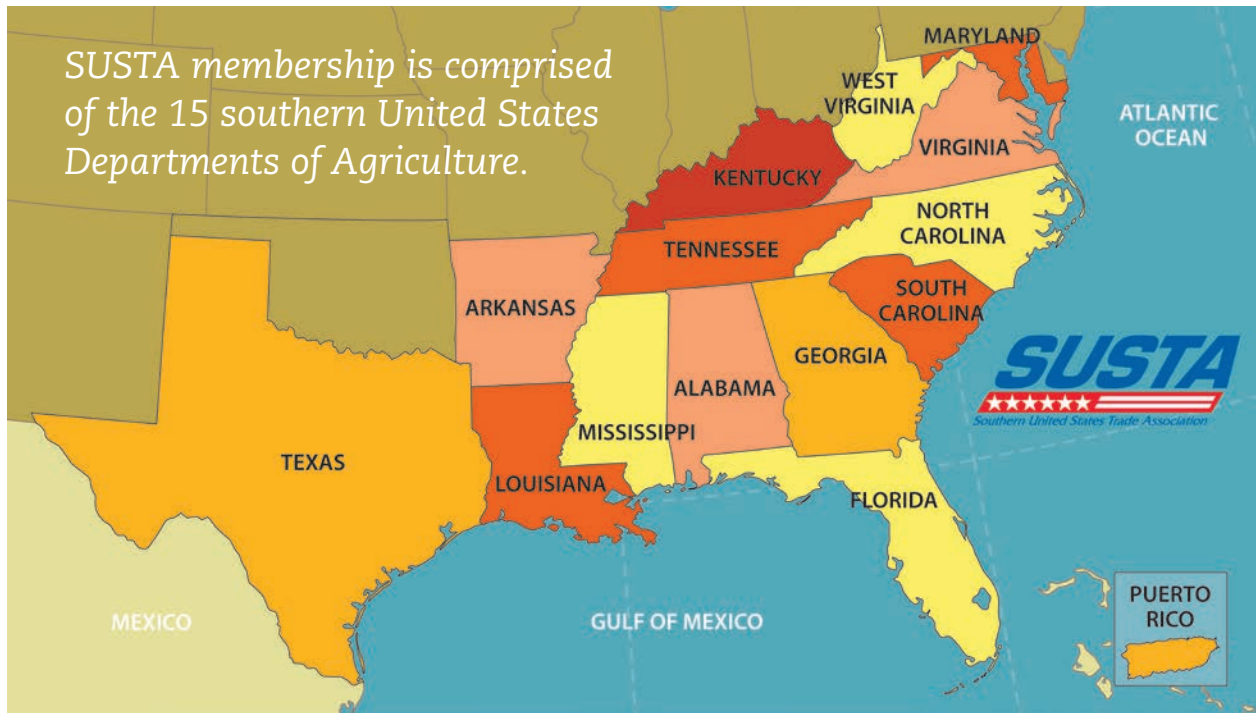 SUSTA membership is comprised
of the 15 southern United States
Departments of Agriculture.
MARYLAND
WEST
VIRGINIA
ATLANTIC
OCEAN
VIRGINIA
KENTUCKY
NORTH
CAROLINA
TENNESSEE
SOUTH
CAROLINA
ARKANSAS
GEORGIA
SUSTA
Southern United States Trade Association
ALABAMA
MISSISSIPPI
TEXAS
LOUISIANA
FLORIDA
PUERTO
RICO
MEXICO
GULF OF MEXICO